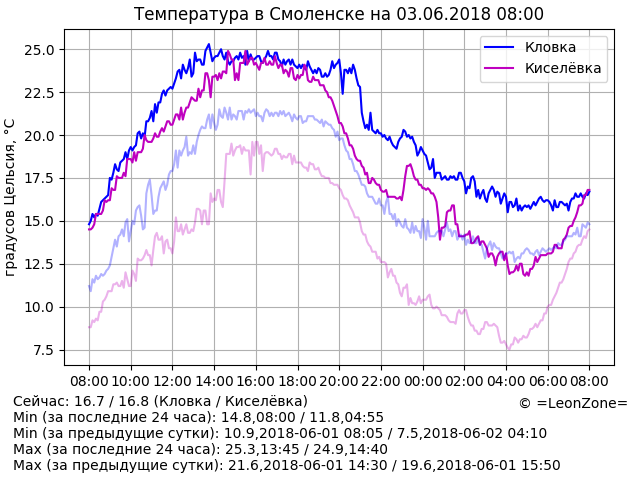 Температура в Смоленске на 03.06.2018 08:00
Кловка
Киселёвка
градусов Цельсия, °C
25.0
22.5
20.0
17.5
15.0
12.5
10.0
7.5
08:00 10:00 12:00 14:00 16:00 18:00 20:00 22:00 00:00 02:00 04:00 06:00 08:00
Сейчас: 16.7 / 16.8 (Кловка / Киселёвка)
© =LeonZone=
Min (за последние 24 часа): 14.8,08:00 / 11.8,04:55
Min (за предыдущие сутки): 10.9,2018-06-01 08:05 / 7.5,2018-06-02 04:10
Max (за последние 24 часа): 25.3,13:45 / 24.9,14:40
Max (за предыдущие сутки): 21.6,2018-06-01 14:30 / 19.6,2018-06-01 15:50